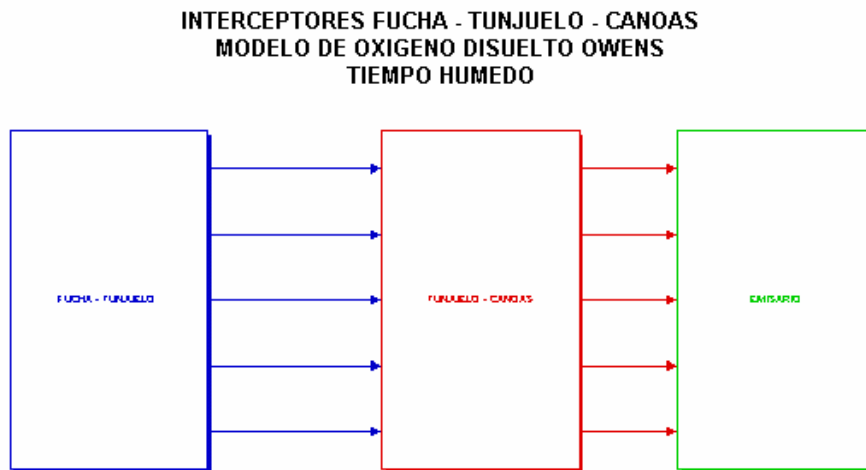 INTERCEPTORES FUCHA - TUNJUELO - CANOAS
MODELO DE OXIGENO DISUELTO OWENS
TIEMPO HUMEDO
FUCHA - TUNJUELO
TUNJUELO - CANOAS
EMISARIO